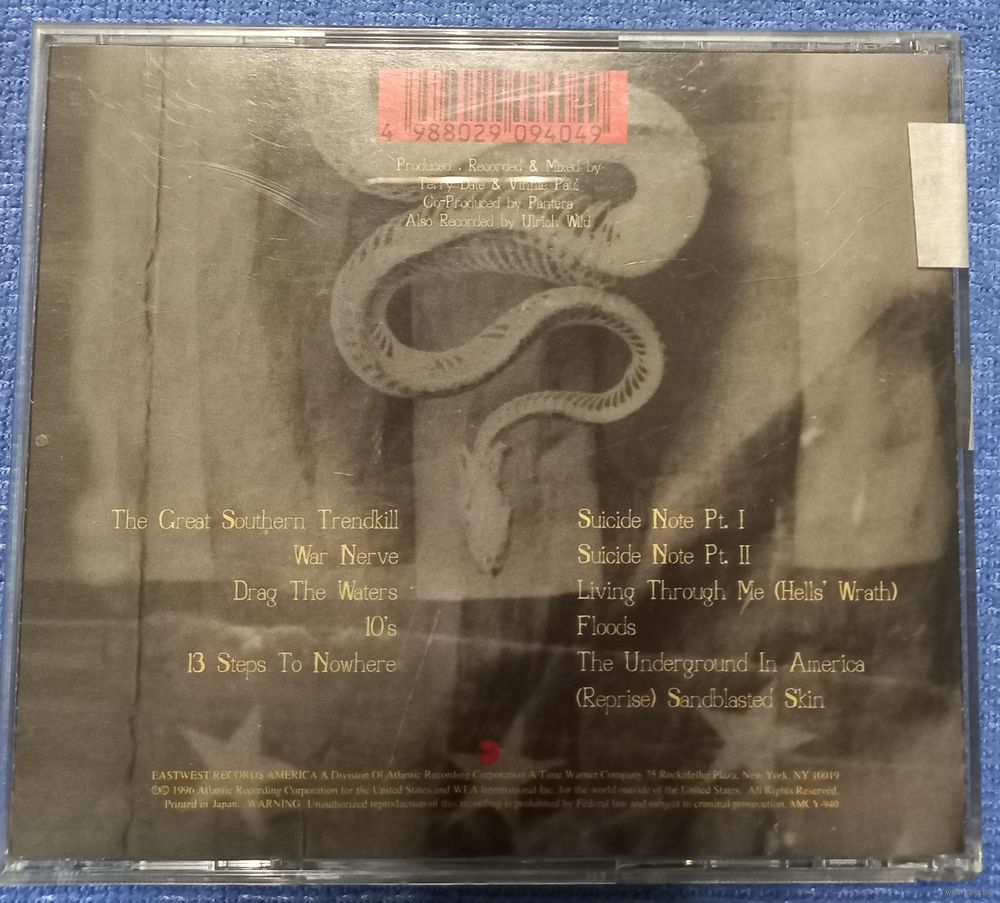 4 988029 094049
Produced, Recorded & Mixed by
Terry Date & Vinnie Paul
Co-Produced by Pantera
Also Recorded by Ulrich Wild
The Great Southern Trendkill
War Nerve
Drag The Waters
10's
13 Steps To Nowhere
Suicide Note Pt. I
Suicide Note Pt. II
Living Through Me (Hells' Wrath)
Floods
The Underground In America
(Reprise) Sandblasted Skin
EASTWEST RECORDS AMERICA A Division Of Atlantic Recording Corporation A Time Warner Company 75 Rockefeller Plaza, New York, NY 10019
℗© 1996 Atlantic Recording Corporation for the United States and WEA International Inc. for the world outside of the United States. All Rights Reserved.
Printed in Japan. WARNING: Unauthorized reproduction of this recording is prohibited by Federal law and subject to criminal prosecution. AMCY-940